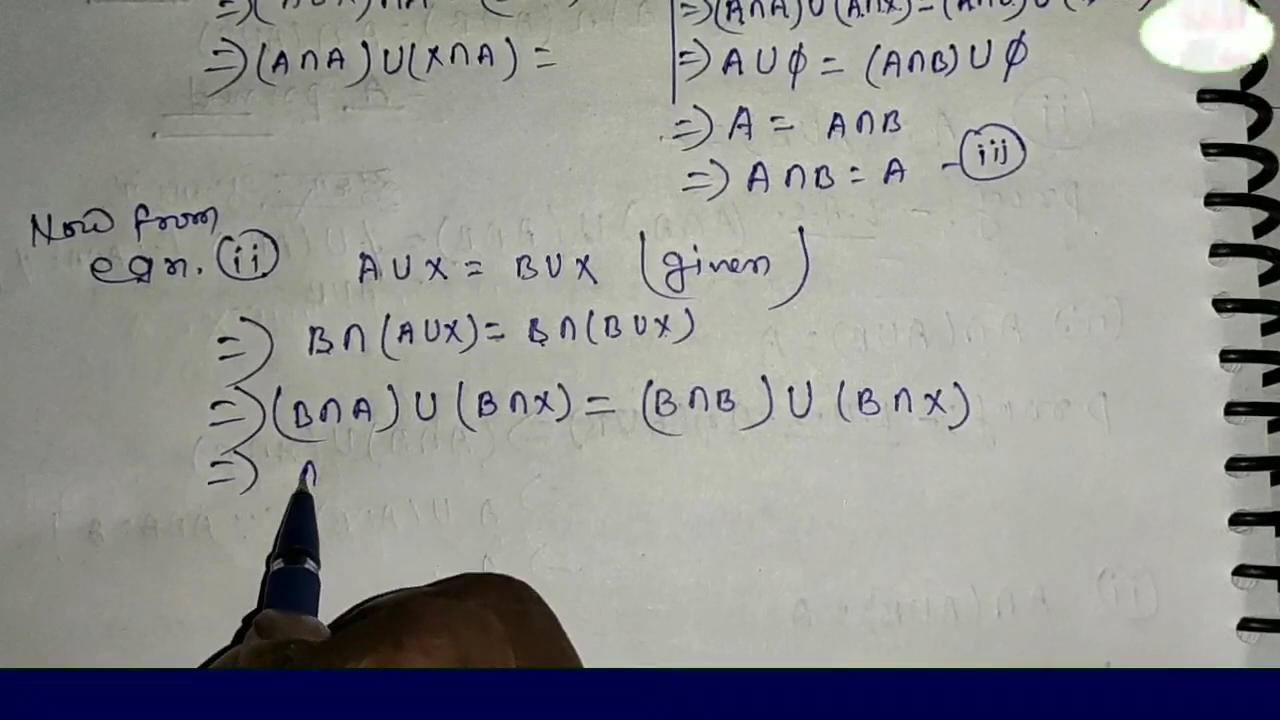 ⇒ (A∩A) ∪ (X∩A) =
⇒ A∪ϕ = (A∩B)∪ϕ
⇒ A = A∩B
⇒ A∩B = A - (iii)
Now from
eqn. (ii) A∪X = B∪X (given)
⇒ B∩(A∪X) = B∩(B∪X)
⇒ (B∩A) ∪ (B∩X) = (B∩B) ∪ (B∩X)
⇒